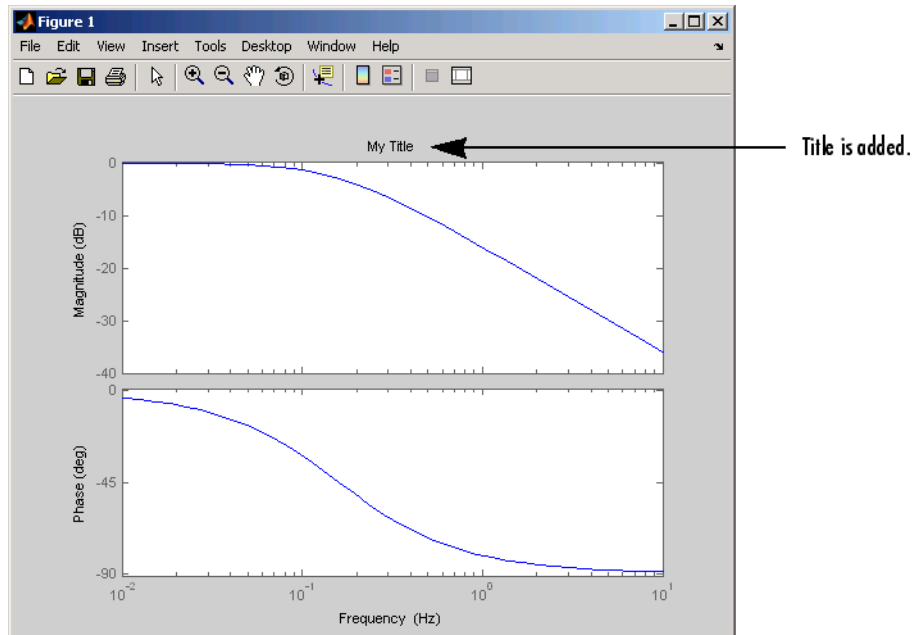 Figure 1
File Edit View Insert Tools Desktop Window Help
My Title
Title is added.
0
-10
-20
-30
-40
Magnitude (dB)
0
-45
-90
Phase (deg)
10^-2 10^-1 10^0 10^1
Frequency (Hz)